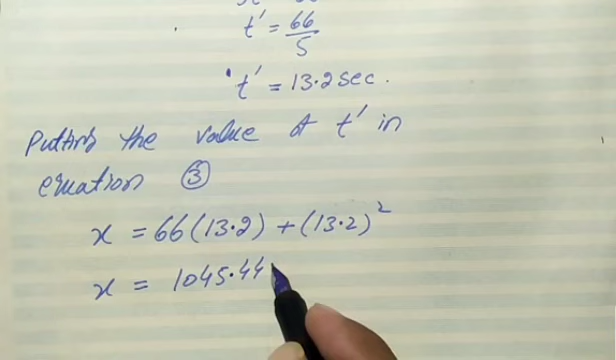 t' = 66/5
t' = 13.2 sec.
Putting the value of t' in
equation ③
x = 66(13.2) + (13.2)²
x = 1045.44